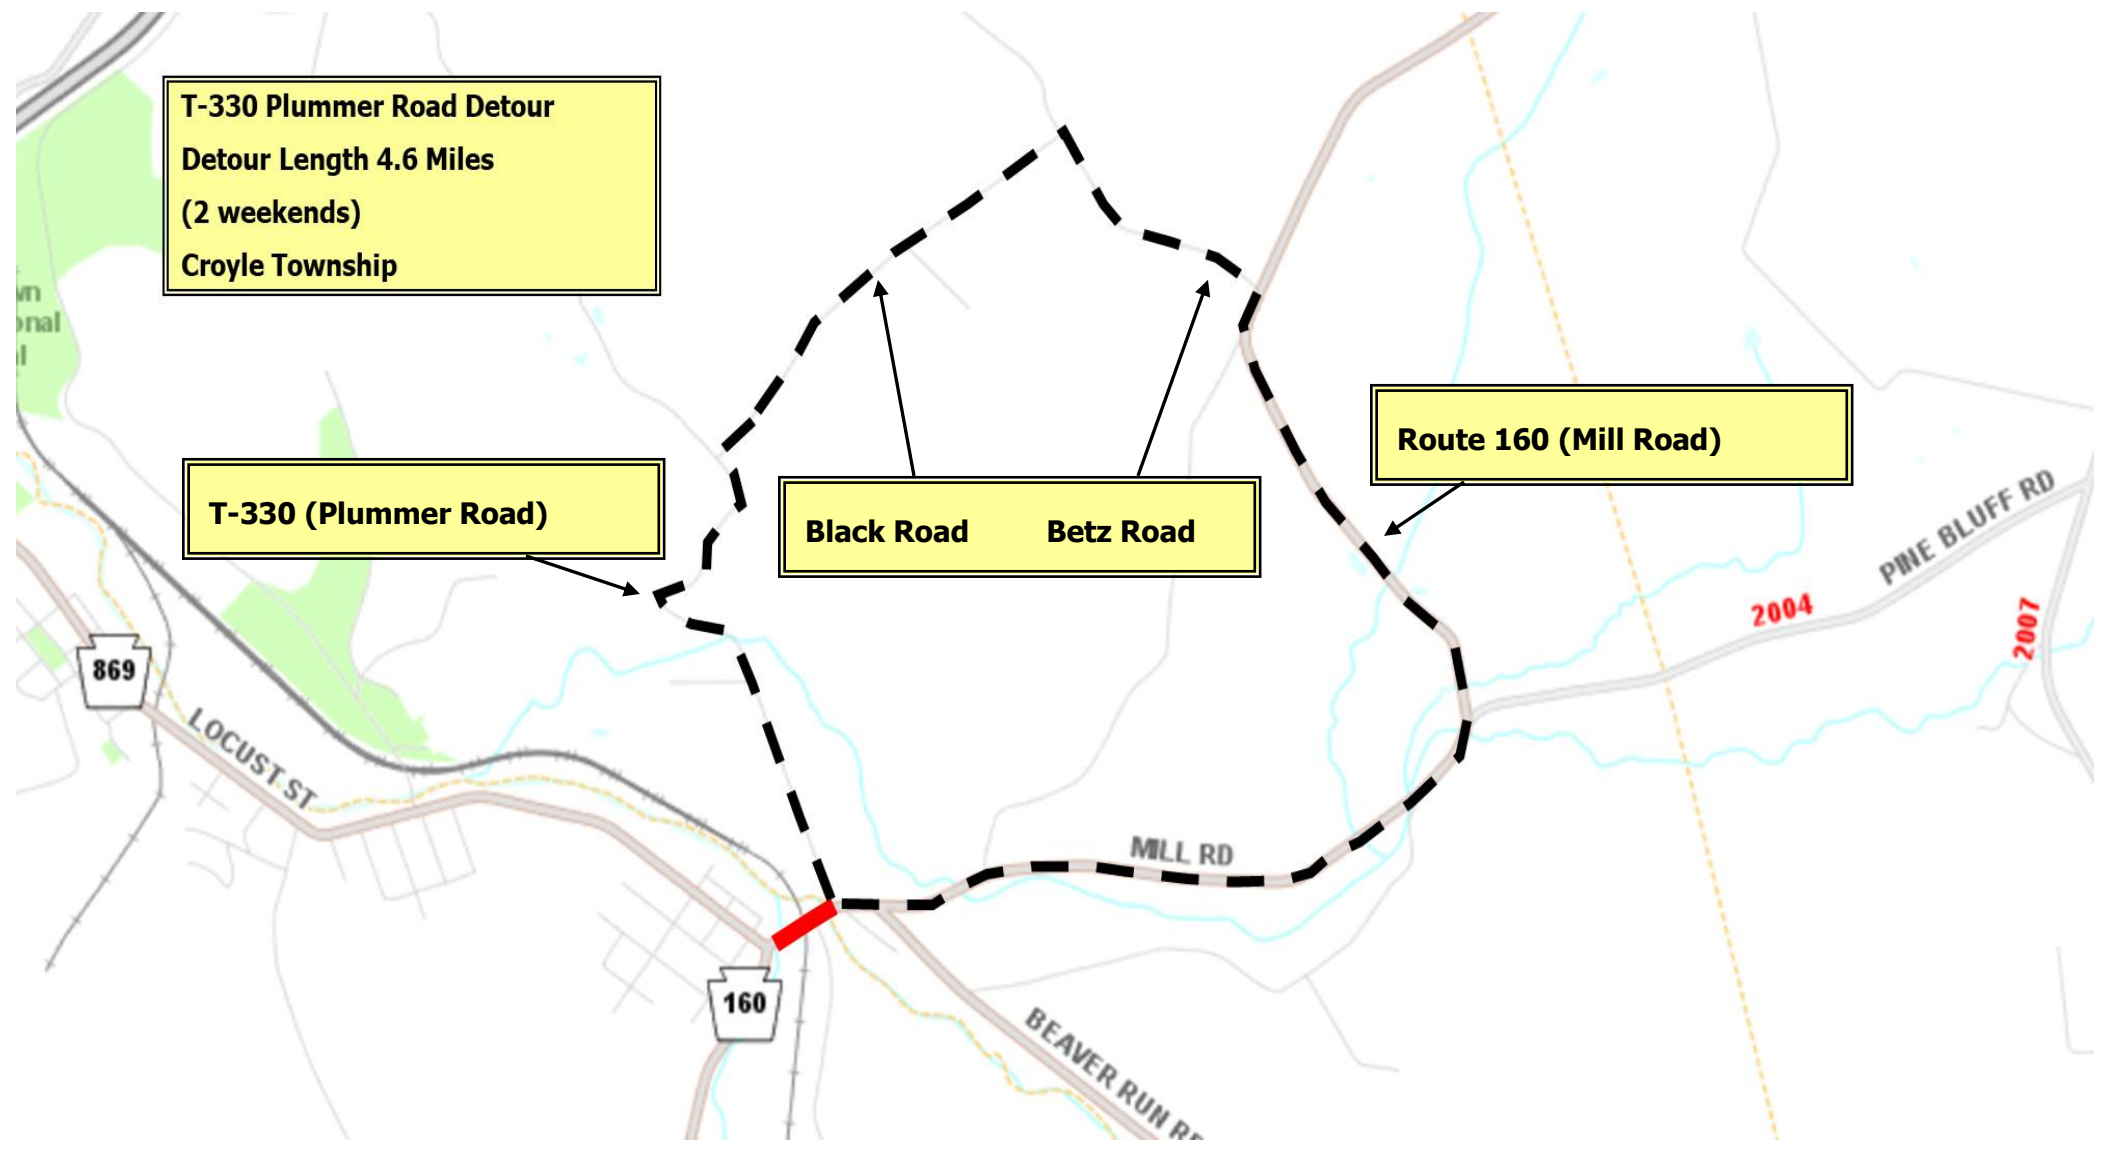 T-330 Plummer Road Detour
Detour Length 4.6 Miles
(2 weekends)
Croyle Township
T-330 (Plummer Road)
Black Road Betz Road
Route 160 (Mill Road)
PINE BLUFF RD
2004
2007
869
LOCUST ST
MILL RD
160
BEAVER RUN